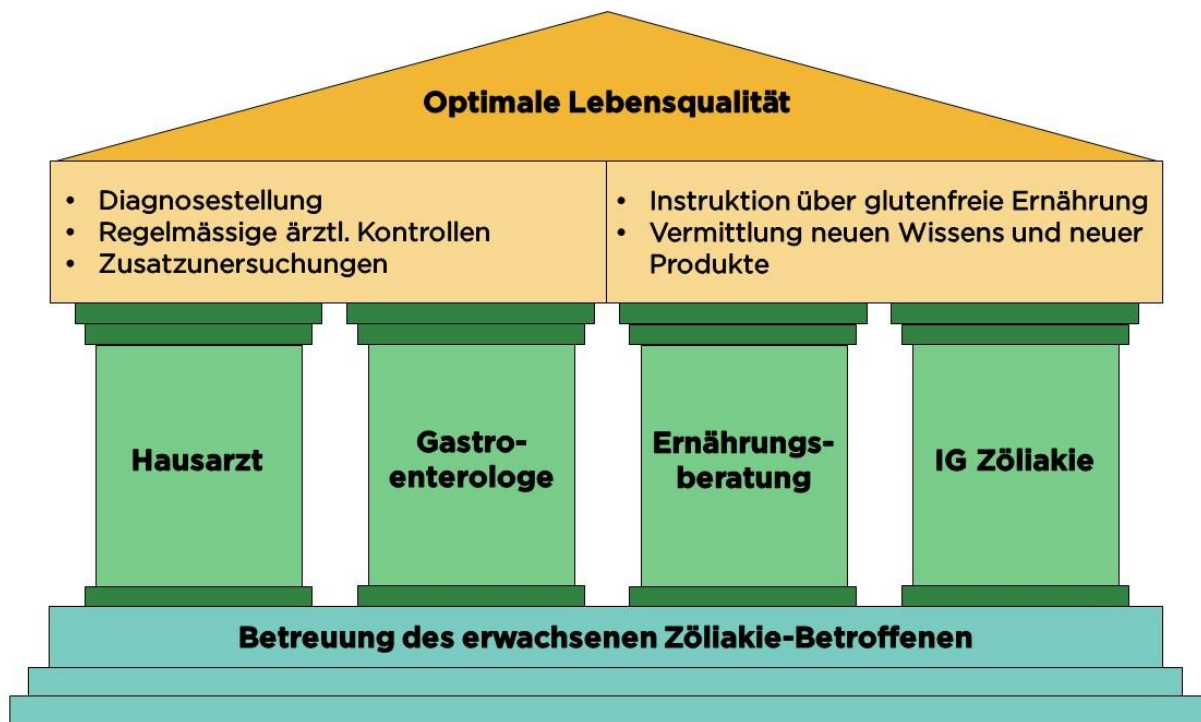 Optimale Lebensqualität
• Diagnosestellung
• Regelmässige ärztl. Kontrollen
• Zusatzunersuchungen
• Instruktion über glutenfreie Ernährung
• Vermittlung neuen Wissens und neuer
Produkte
Hausarzt
Gastro-
enterologe
Ernährungs-
beratung
IG Zöliakie
Betreuung des erwachsenen Zöliakie-Betroffenen